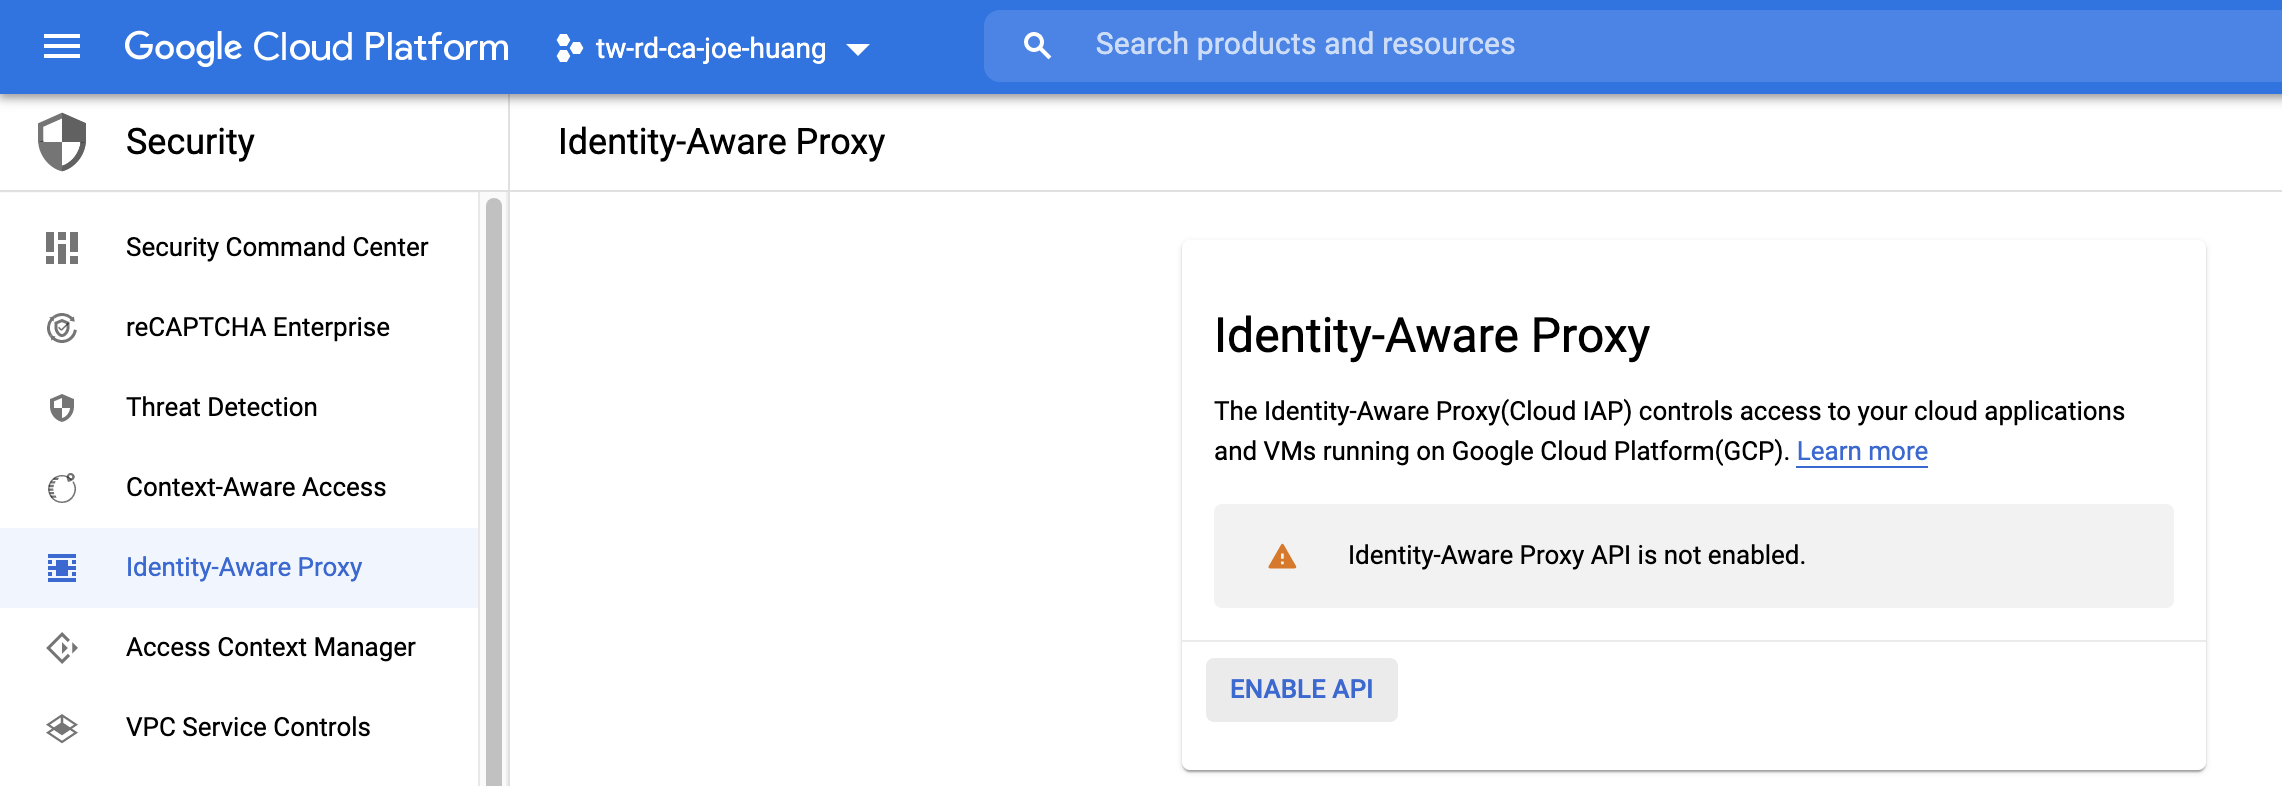 Google Cloud Platform
tw-rd-ca-joe-huang
Search products and resources
Security
Identity-Aware Proxy
Security Command Center
reCAPTCHA Enterprise
Threat Detection
Context-Aware Access
Identity-Aware Proxy
Access Context Manager
VPC Service Controls
Identity-Aware Proxy
The Identity-Aware Proxy(Cloud IAP) controls access to your cloud applications
and VMs running on Google Cloud Platform(GCP). Learn more
Identity-Aware Proxy API is not enabled.
ENABLE API